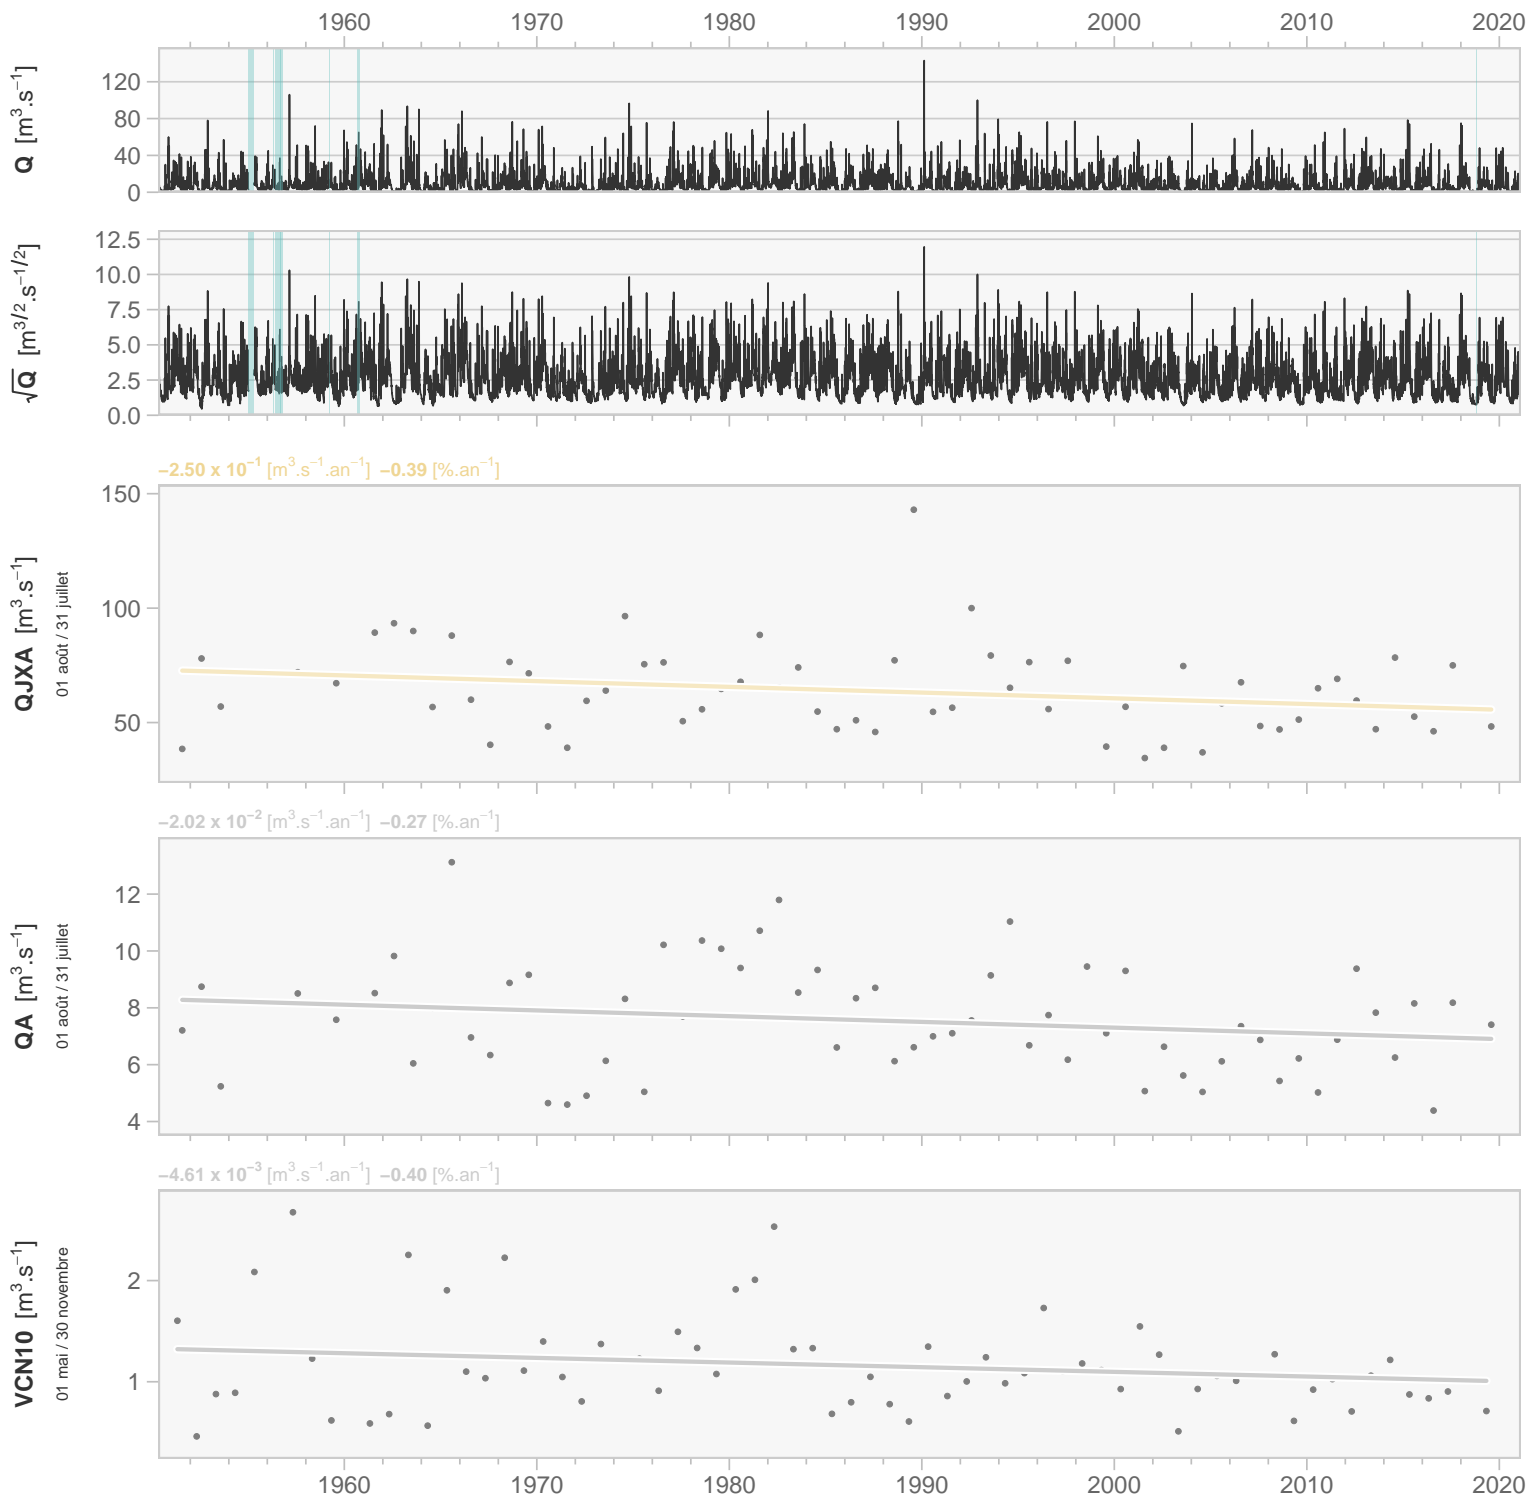 1960 1970 1980 1990 2000 2010 2020
Q [m³.s⁻¹]
120
80
40
0
√Q [m^3/2.s^−1/2]
12.5
10.0
7.5
5.0
2.5
0.0
−2.50 x 10⁻¹ [m³.s⁻¹.an⁻¹] −0.39 [%.an⁻¹]
QJXA [m³.s⁻¹]
01 août / 31 juillet
150
100
50
−2.02 x 10⁻² [m³.s⁻¹.an⁻¹] −0.27 [%.an⁻¹]
QA [m³.s⁻¹]
01 août / 31 juillet
12
10
8
6
4
−4.61 x 10⁻³ [m³.s⁻¹.an⁻¹] −0.40 [%.an⁻¹]
VCN10 [m³.s⁻¹]
01 mai / 30 novembre
2
1
1960 1970 1980 1990 2000 2010 2020